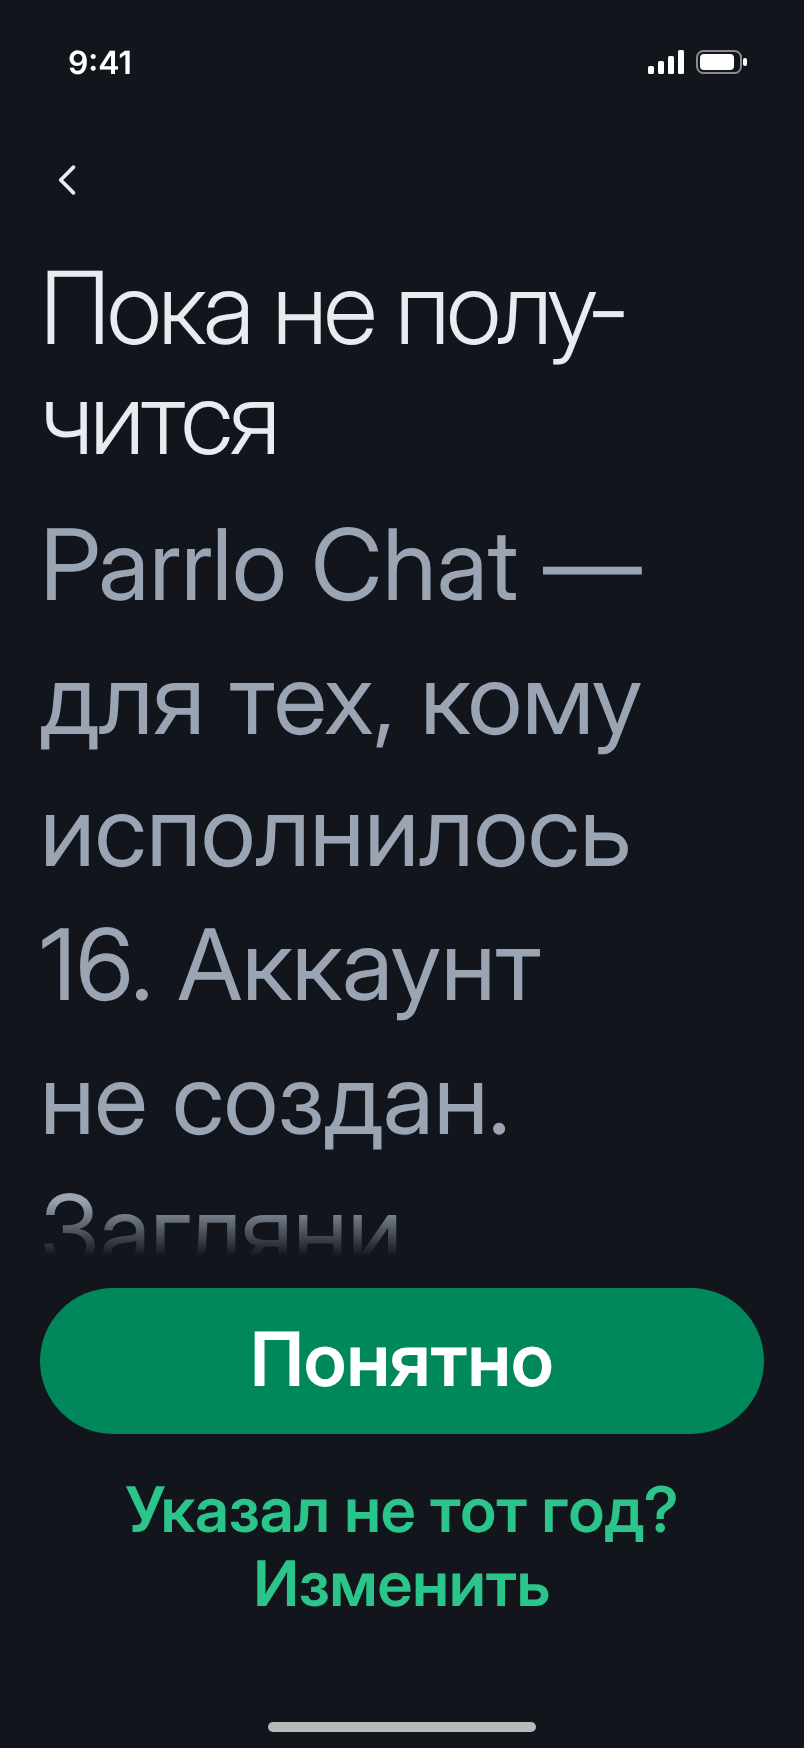 9:41
Пока не полу-
чится
Parrlo Chat —
для тех, кому
исполнилось
16. Аккаунт
не создан.
Загляни
Понятно
Указал не тот год?
Изменить